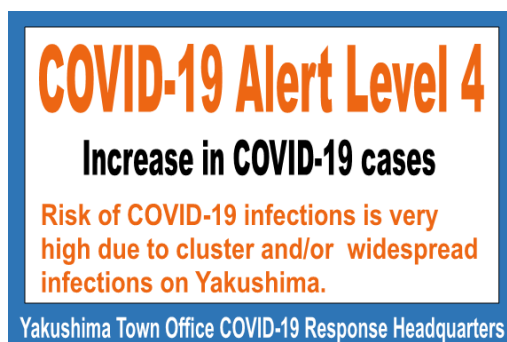 COVID-19 Alert Level 4
Increase in COVID-19 cases
Risk of COVID-19 infections is very
high due to cluster and/or widespread
infections on Yakushima.
Yakushima Town Office COVID-19 Response Headquarters